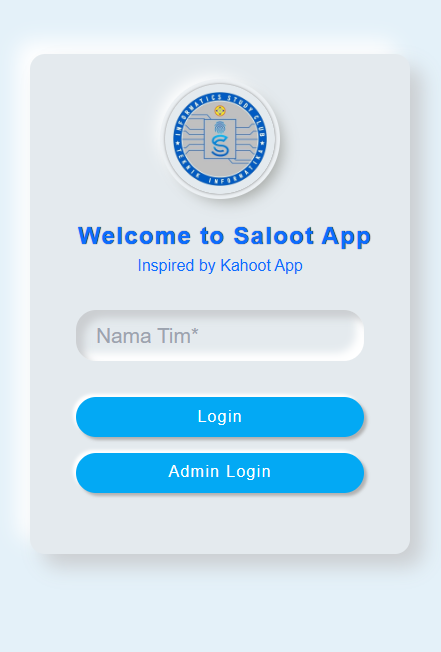 INFORMATICS STUDY CLUB
TEKNIK INFORMATIKA
Welcome to Saloot App
Inspired by Kahoot App
Nama Tim*
Login
Admin Login